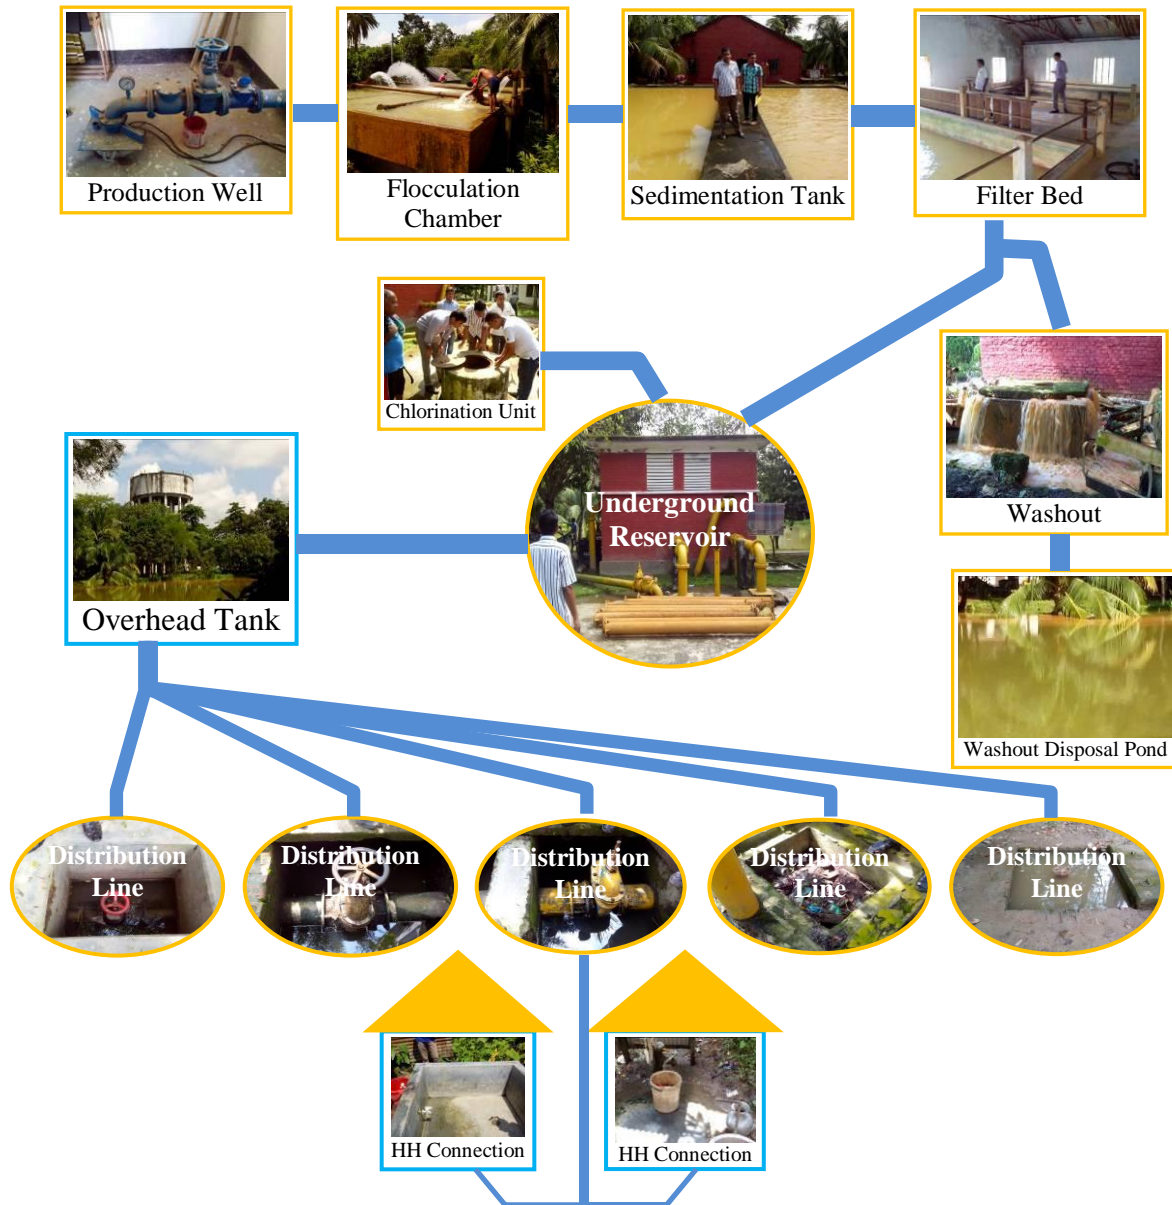 Production Well
Flocculation
Chamber
Sedimentation Tank
Filter Bed
Chlorination Unit
Underground
Reservoir
Washout
Overhead Tank
Washout Disposal Pond
Distribution
Line
Distribution
Line
Distribution
Line
Distribution
Line
Distribution
Line
HH Connection
HH Connection